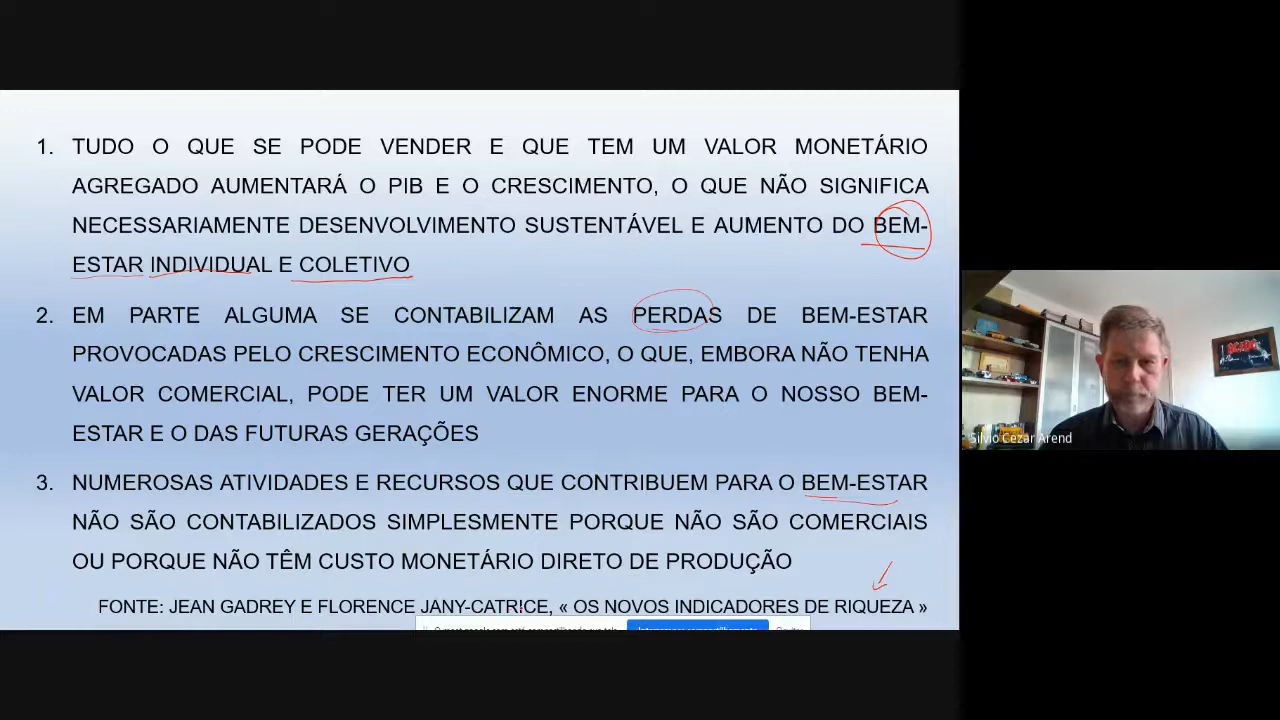 1. TUDO O QUE SE PODE VENDER E QUE TEM UM VALOR MONETÁRIO
AGREGADO AUMENTARÁ O PIB E O CRESCIMENTO, O QUE NÃO SIGNIFICA
NECESSARIAMENTE DESENVOLVIMENTO SUSTENTÁVEL E AUMENTO DO BEM-
ESTAR INDIVIDUAL E COLETIVO
2. EM PARTE ALGUMA SE CONTABILIZAM AS PERDAS DE BEM-ESTAR
PROVOCADAS PELO CRESCIMENTO ECONÔMICO, O QUE, EMBORA NÃO TENHA
VALOR COMERCIAL, PODE TER UM VALOR ENORME PARA O NOSSO BEM-
ESTAR E O DAS FUTURAS GERAÇÕES
3. NUMEROSAS ATIVIDADES E RECURSOS QUE CONTRIBUEM PARA O BEM-ESTAR
NÃO SÃO CONTABILIZADOS SIMPLESMENTE PORQUE NÃO SÃO COMERCIAIS
OU PORQUE NÃO TÊM CUSTO MONETÁRIO DIRETO DE PRODUÇÃO
FONTE: JEAN GADREY E FLORENCE JANY-CATRICE, « OS NOVOS INDICADORES DE RIQUEZA »
Silvio Cezar Arend